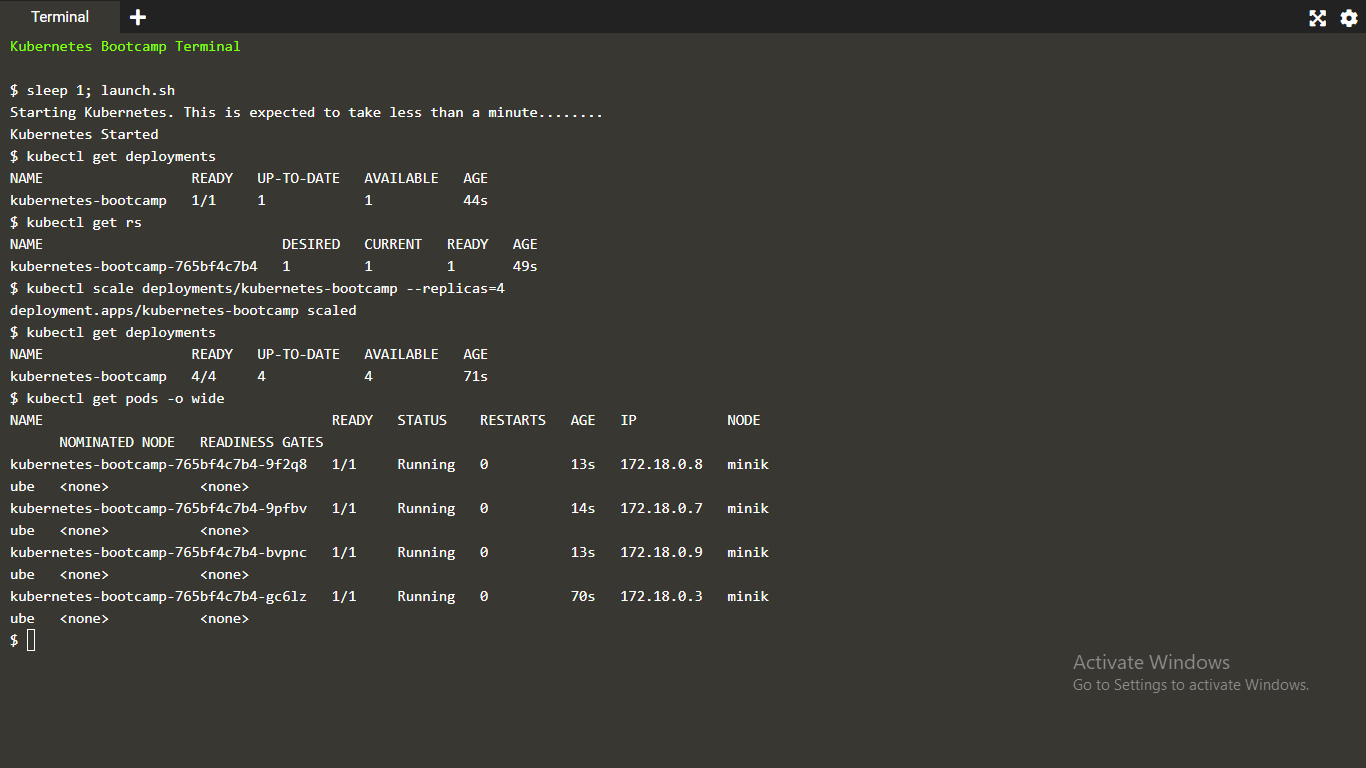 Terminal
Kubernetes Bootcamp Terminal
$ sleep 1; launch.sh
Starting Kubernetes. This is expected to take less than a minute........
Kubernetes Started
$ kubectl get deployments
NAME                  READY   UP-TO-DATE   AVAILABLE   AGE
kubernetes-bootcamp   1/1     1            1           44s
$ kubectl get rs
NAME                             DESIRED   CURRENT   READY   AGE
kubernetes-bootcamp-765bf4c7b4   1         1         1       49s
$ kubectl scale deployments/kubernetes-bootcamp --replicas=4
deployment.apps/kubernetes-bootcamp scaled
$ kubectl get deployments
NAME                  READY   UP-TO-DATE   AVAILABLE   AGE
kubernetes-bootcamp   4/4     4            4           71s
$ kubectl get pods -o wide
NAME                                   READY   STATUS    RESTARTS   AGE   IP           NODE
      NOMINATED NODE   READINESS GATES
kubernetes-bootcamp-765bf4c7b4-9f2q8   1/1     Running   0          13s   172.18.0.8   minik
ube   <none>           <none>
kubernetes-bootcamp-765bf4c7b4-9pfbv   1/1     Running   0          14s   172.18.0.7   minik
ube   <none>           <none>
kubernetes-bootcamp-765bf4c7b4-bvpnc   1/1     Running   0          13s   172.18.0.9   minik
ube   <none>           <none>
kubernetes-bootcamp-765bf4c7b4-gc6lz   1/1     Running   0          70s   172.18.0.3   minik
ube   <none>           <none>
$
Activate Windows
Go to Settings to activate Windows.